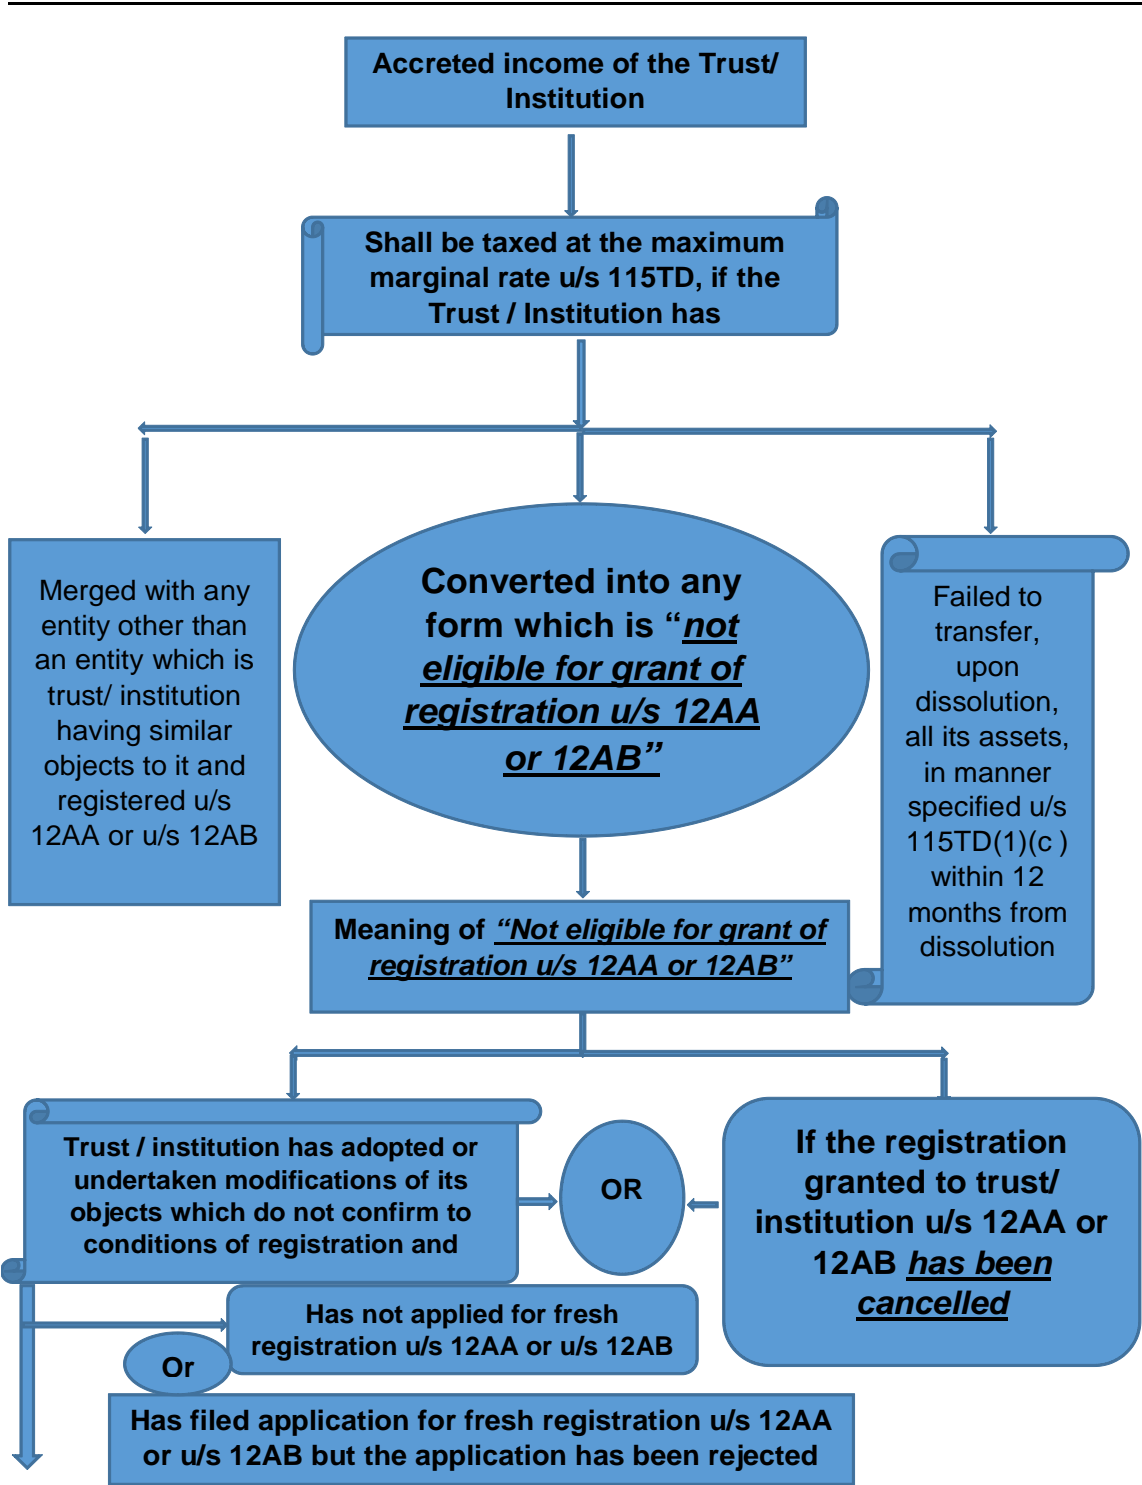 Accreted income of the Trust/
Institution
Shall be taxed at the maximum
marginal rate u/s 115TD, if the
Trust / Institution has
Merged with any
entity other than
an entity which is
trust/ institution
having similar
objects to it and
registered u/s
12AA or u/s 12AB
Converted into any
form which is “not
eligible for grant of
registration u/s 12AA
or 12AB”
Failed to
transfer,
upon
dissolution,
all its assets,
in manner
specified u/s
115TD(1)(c )
within 12
months from
dissolution
Meaning of “Not eligible for grant of
registration u/s 12AA or 12AB”
Trust / institution has adopted or
undertaken modifications of its
objects which do not confirm to
conditions of registration and
OR
If the registration
granted to trust/
institution u/s 12AA or
12AB has been
cancelled
Has not applied for fresh
registration u/s 12AA or u/s 12AB
Or
Has filed application for fresh registration u/s 12AA
or u/s 12AB but the application has been rejected